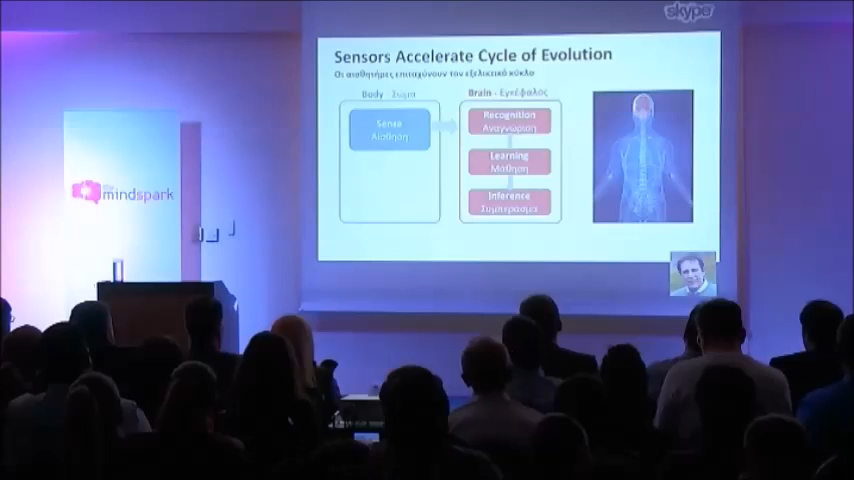 skype
Sensors Accelerate Cycle of Evolution
Οι αισθητήρες επιταχύνουν τον εξελικτικό κύκλο
Body - Σώμα
Brain - Εγκέφαλος
Sense
Αίσθηση
Recognition
Αναγνώριση
Learning
Μάθηση
Inference
Συμπέρασμα
mindspark